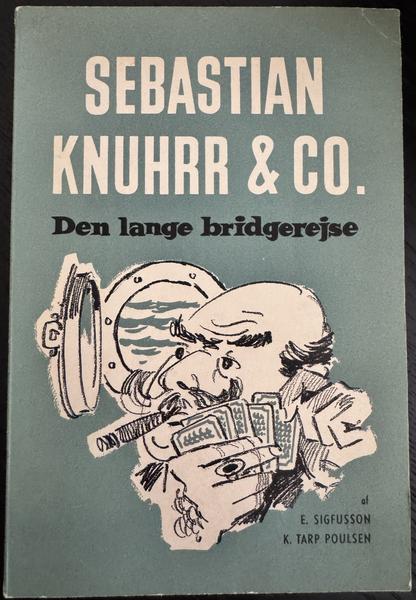 SEBASTIAN
KNUHRR & CO.
Den lange bridgerejse
af
E. SIGFUSSON
K. TARP POULSEN